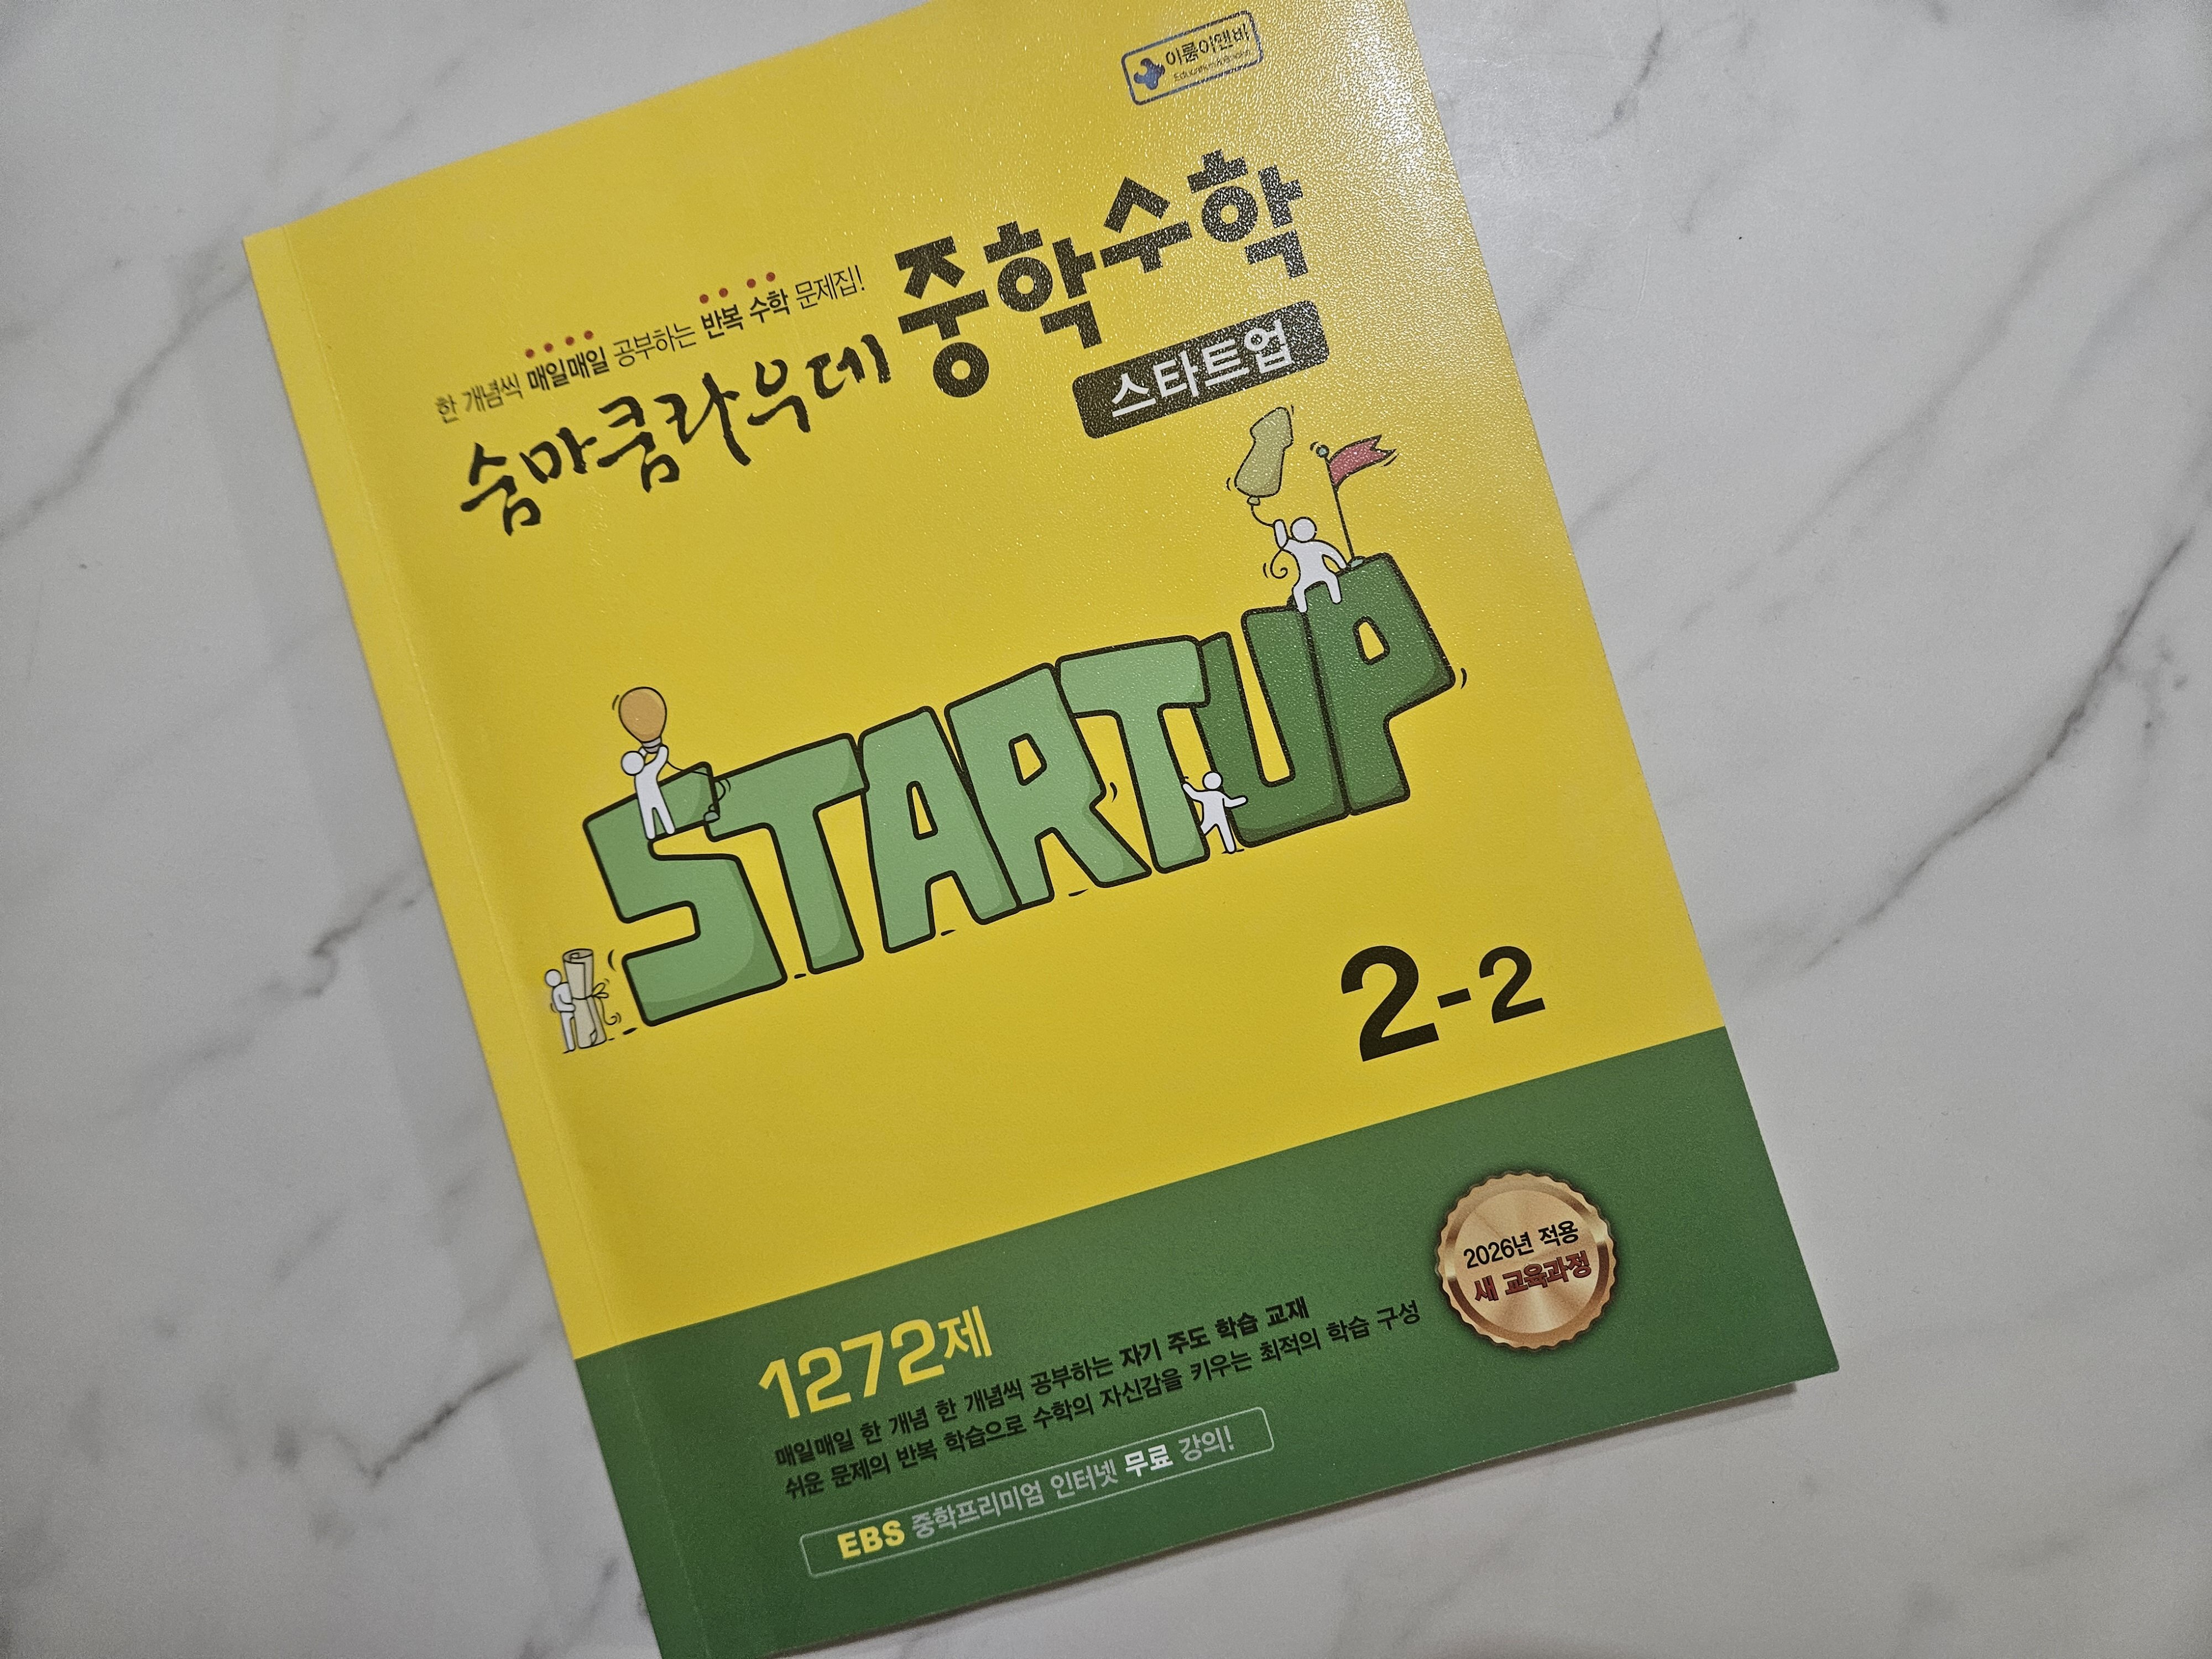 이룸이앤비
한 개념씩 매일매일 공부하는 반복 수학 문제집!
숨마쿰라우데 중학수학
스타트업
STARTUP
2-2
2026년 적용
새 교육과정
1272제
매일매일 한 개념 한 개념씩 공부하는 자기 주도 학습 교재
쉬운 문제의 반복 학습으로 수학의 자신감을 키우는 최적의 학습 구성
EBS 중학프리미엄 인터넷 무료 강의!